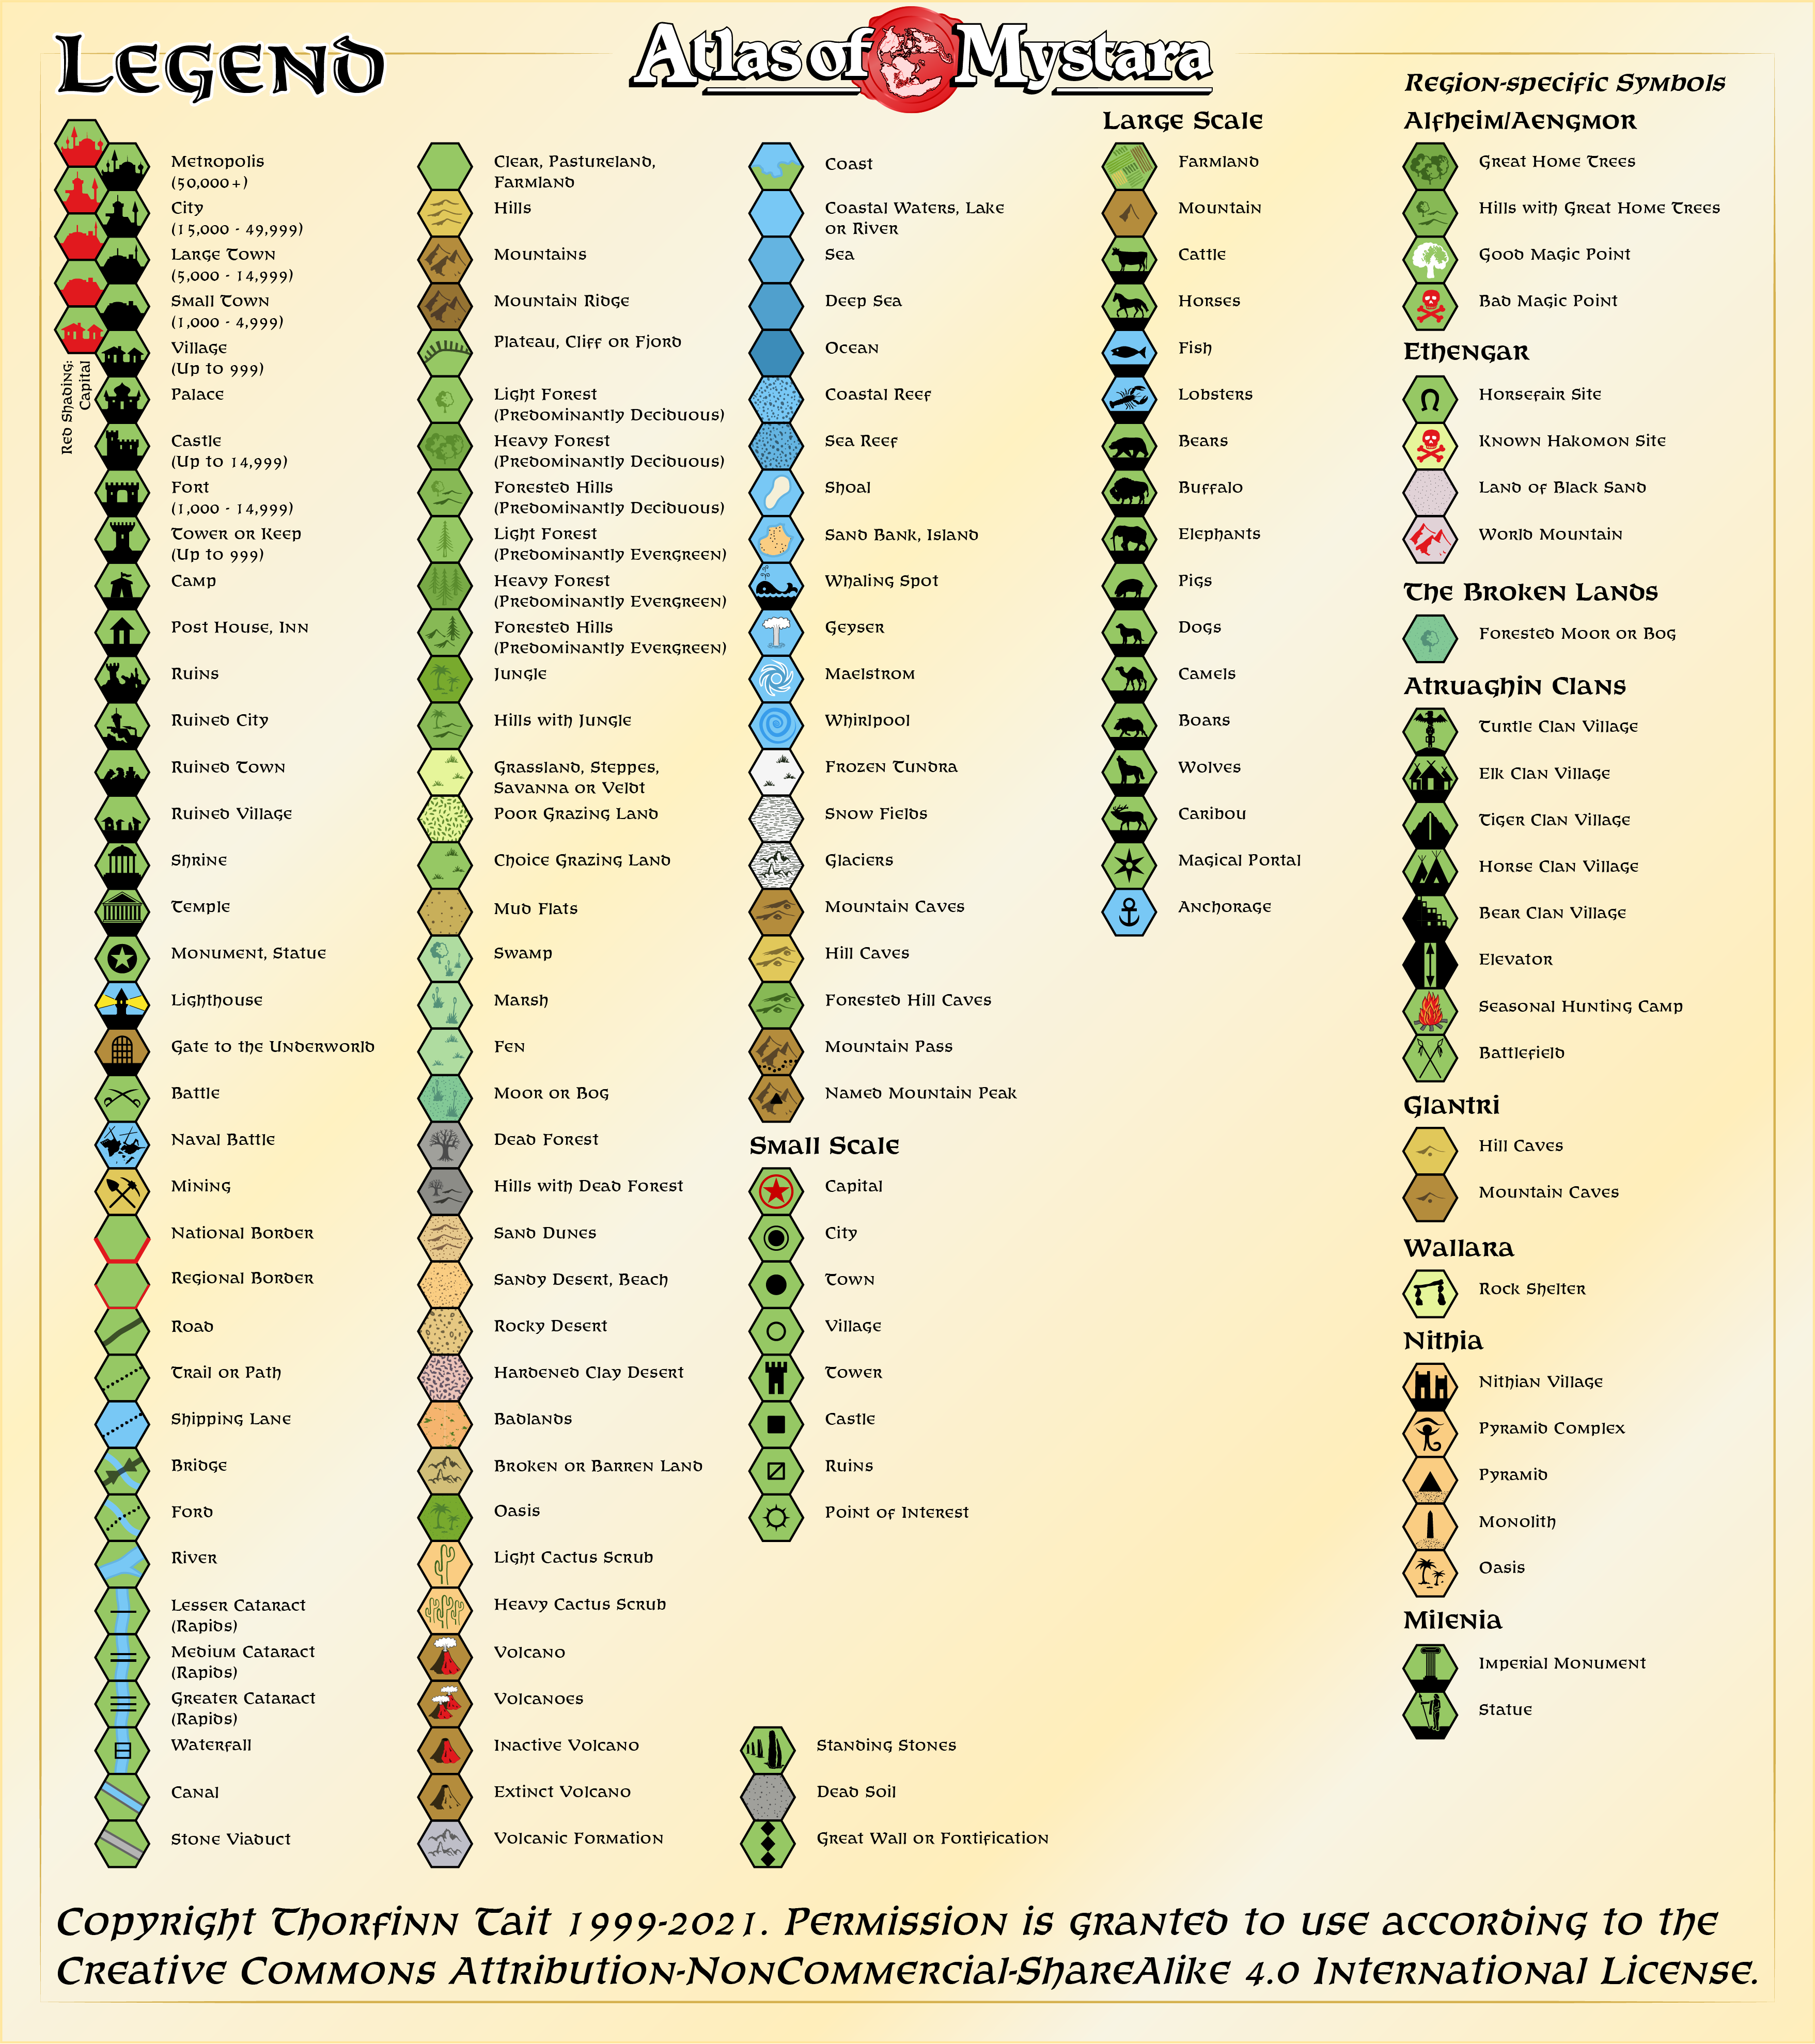 Legend
Atlas of Mystara
Red Shading:
Capital
Metropolis
(50,000+)
City
(15,000 - 49,999)
Large Town
(5,000 - 14,999)
Small Town
(1,000 - 4,999)
Village
(Up to 999)
Palace
Castle
(Up to 14,999)
Fort
(1,000 - 14,999)
Tower or Keep
(Up to 999)
Camp
Post House, Inn
Ruins
Ruined City
Ruined Town
Ruined Village
Shrine
Temple
Monument, Statue
Lighthouse
Gate to the Underworld
Battle
Naval Battle
Mining
National Border
Regional Border
Road
Trail or Path
Shipping Lane
Bridge
Ford
River
Lesser Cataract
(Rapids)
Medium Cataract
(Rapids)
Greater Cataract
(Rapids)
Waterfall
Canal
Stone Viaduct
Clear, Pastureland,
Farmland
Hills
Mountains
Mountain Ridge
Plateau, Cliff or Fjord
Light Forest
(Predominantly Deciduous)
Heavy Forest
(Predominantly Deciduous)
Forested Hills
(Predominantly Deciduous)
Light Forest
(Predominantly Evergreen)
Heavy Forest
(Predominantly Evergreen)
Forested Hills
(Predominantly Evergreen)
Jungle
Hills with Jungle
Grassland, Steppes,
Savanna or Veldt
Poor Grazing Land
Choice Grazing Land
Mud Flats
Swamp
Marsh
Fen
Moor or Bog
Dead Forest
Hills with Dead Forest
Sand Dunes
Sandy Desert, Beach
Rocky Desert
Hardened Clay Desert
Badlands
Broken or Barren Land
Oasis
Light Cactus Scrub
Heavy Cactus Scrub
Volcano
Volcanoes
Inactive Volcano
Extinct Volcano
Volcanic Formation
Coast
Coastal Waters, Lake
or River
Sea
Deep Sea
Ocean
Coastal Reef
Sea Reef
Shoal
Sand Bank, Island
Whaling Spot
Geyser
Maelstrom
Whirlpool
Frozen Tundra
Snow Fields
Glaciers
Mountain Caves
Hill Caves
Forested Hill Caves
Mountain Pass
Named Mountain Peak
Small Scale
Capital
City
Town
Village
Tower
Castle
Ruins
Point of Interest
Standing Stones
Dead Soil
Great Wall or Fortification
Large Scale
Farmland
Mountain
Cattle
Horses
Fish
Lobsters
Bears
Buffalo
Elephants
Pigs
Dogs
Camels
Boars
Wolves
Caribou
Magical Portal
Anchorage
Region-specific Symbols
Alfheim/Aengmor
Great Home Trees
Hills with Great Home Trees
Good Magic Point
Bad Magic Point
Ethengar
Horsefair Site
Known Hakomon Site
Land of Black Sand
World Mountain
The Broken Lands
Forested Moor or Bog
Atruaghin Clans
Turtle Clan Village
Elk Clan Village
Tiger Clan Village
Horse Clan Village
Bear Clan Village
Elevator
Seasonal Hunting Camp
Battlefield
Glantri
Hill Caves
Mountain Caves
Wallara
Rock Shelter
Nithia
Nithian Village
Pyramid Complex
Pyramid
Monolith
Oasis
Milenia
Imperial Monument
Statue
Copyright Thorfinn Tait 1999-2021. Permission is granted to use according to the
Creative Commons Attribution-NonCommercial-ShareAlike 4.0 International License.